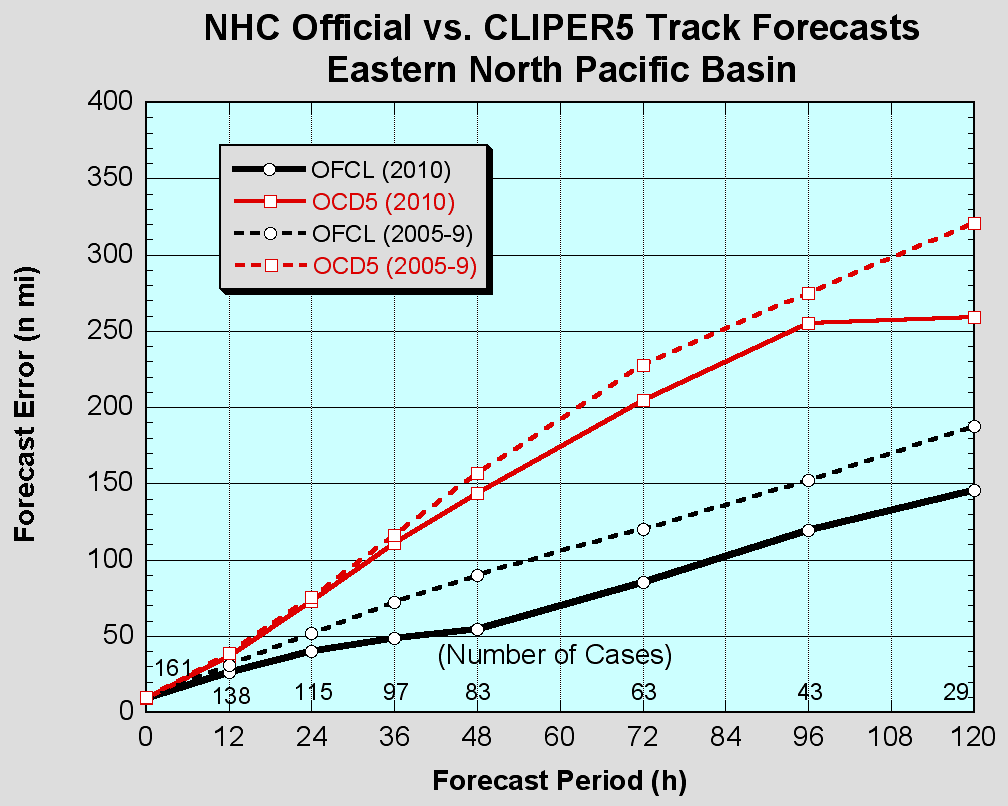 NHC Official vs. CLIPER5 Track Forecasts
Eastern North Pacific Basin
400
350
300
250
200
150
100
50
0
Forecast Error (n mi)
OFCL (2010)
OCD5 (2010)
OFCL (2005-9)
OCD5 (2005-9)
(Number of Cases)
161 138 115 97 83 63 43 29
0 12 24 36 48 60 72 84 96 108 120
Forecast Period (h)